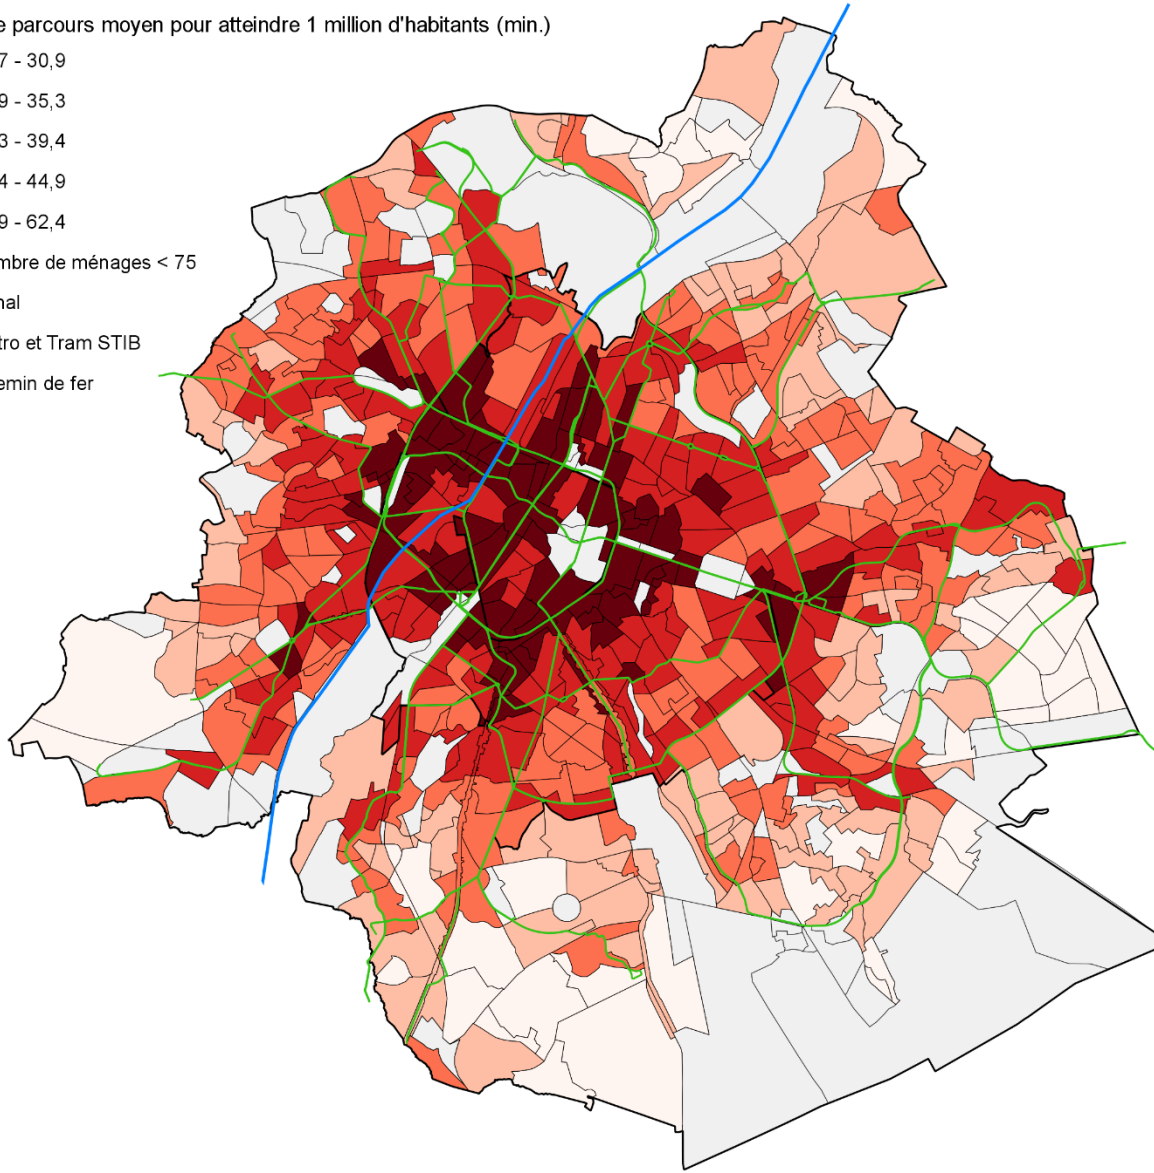 e parcours moyen pour atteindre 1 million d'habitants (min.)
7 - 30,9
9 - 35,3
3 - 39,4
4 - 44,9
9 - 62,4
mbre de ménages < 75
nal
tro et Tram STIB
emin de fer